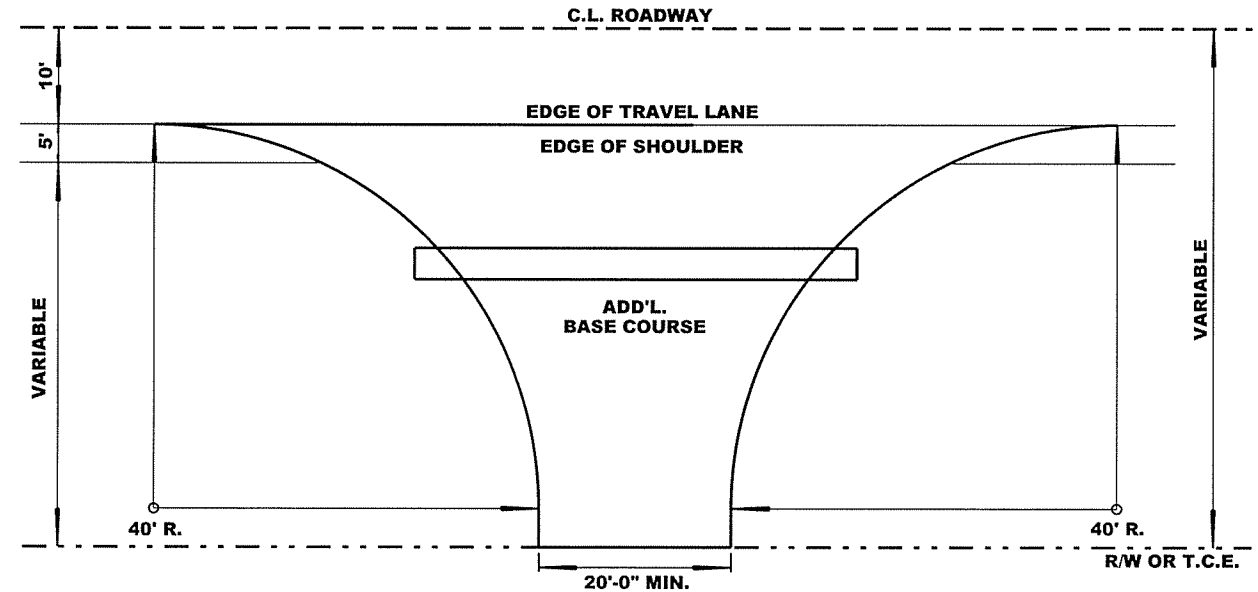 C.L. ROADWAY
10'
EDGE OF TRAVEL LANE
5'
EDGE OF SHOULDER
VARIABLE
VARIABLE
ADD'L.
BASE COURSE
40' R.
40' R.
R/W OR T.C.E.
20'-0" MIN.